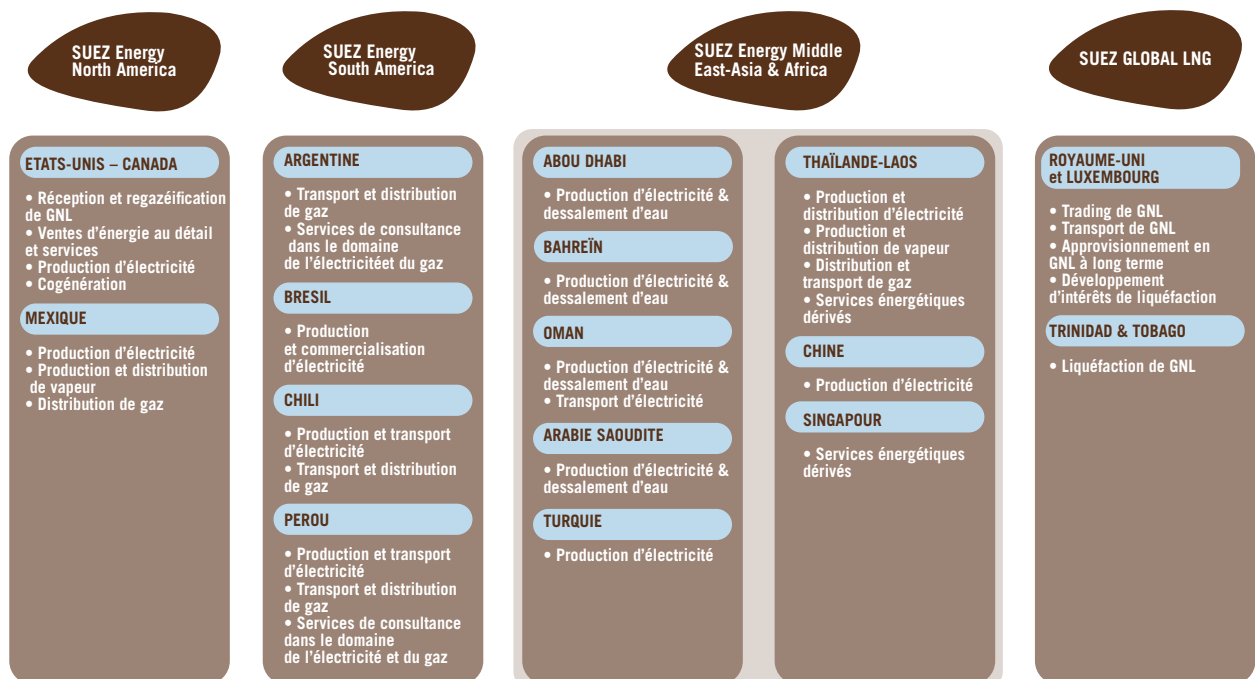 SUEZ Energy
North America
SUEZ Energy
South America
SUEZ Energy Middle
East-Asia & Africa
SUEZ GLOBAL LNG
ETATS-UNIS – CANADA
• Réception et regazéification
de GNL
• Ventes d'énergie au détail
et services
• Production d'électricité
• Cogénération
MEXIQUE
• Production d'électricité
• Production et distribution
de vapeur
• Distribution de gaz
ARGENTINE
• Transport et distribution
de gaz
• Services de consultance
dans le domaine
de l'électricitéet du gaz
BRESIL
• Production
et commercialisation
d'électricité
CHILI
• Production et transport
d'électricité
• Transport et distribution
de gaz
PEROU
• Production et transport
d'électricité
• Transport et distribution
de gaz
• Services de consultance
dans le domaine
de l'électricité et du gaz
ABOU DHABI
• Production d'électricité &
dessalement d'eau
BAHREÏN
• Production d'électricité &
dessalement d'eau
OMAN
• Production d'électricité &
dessalement d'eau
• Transport d'électricité
ARABIE SAOUDITE
• Production d'électricité &
dessalement d'eau
TURQUIE
• Production d'électricité
THAÏLANDE-LAOS
• Production et
distribution d'électricité
• Production et
distribution de vapeur
• Distribution et
transport de gaz
• Services énergétiques
dérivés
CHINE
• Production d'électricité
SINGAPOUR
• Services énergétiques
dérivés
ROYAUME-UNI
et LUXEMBOURG
• Trading de GNL
• Transport de GNL
• Approvisionnement en
GNL à long terme
• Développement
d'intérêts de liquéfaction
TRINIDAD & TOBAGO
• Liquéfaction de GNL